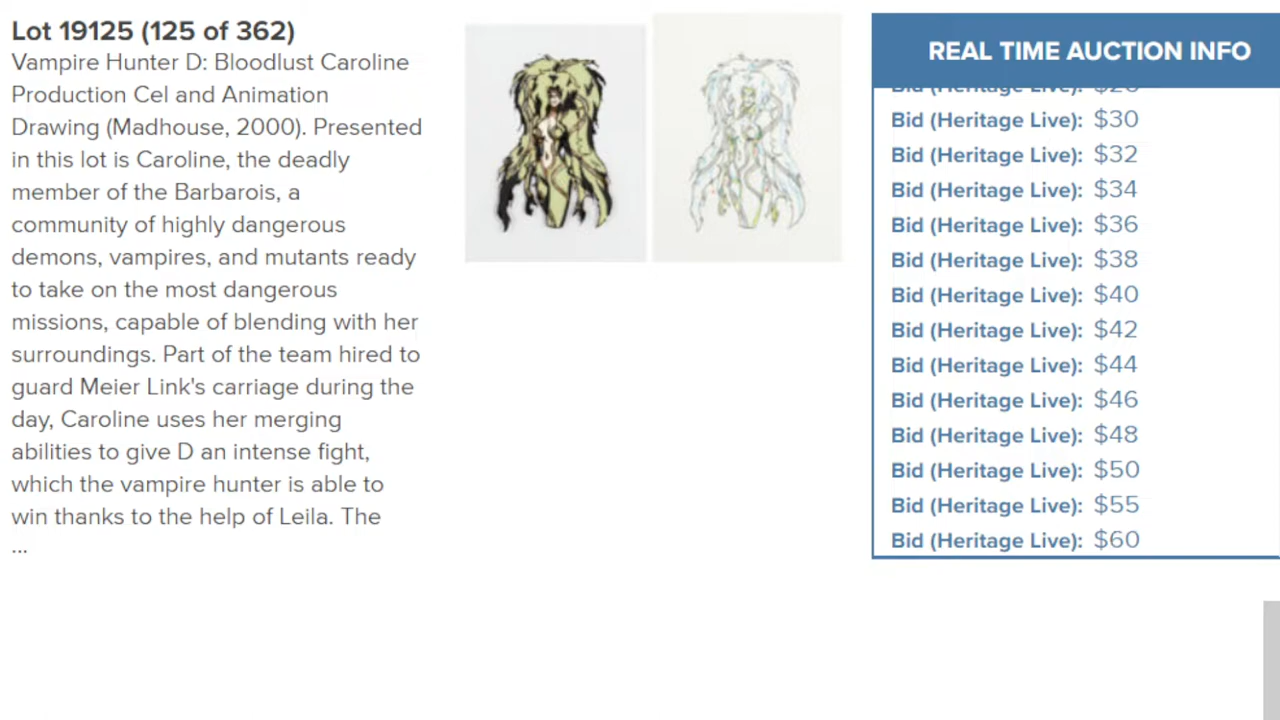 Lot 19125 (125 of 362)
Vampire Hunter D: Bloodlust Caroline
Production Cel and Animation
Drawing (Madhouse, 2000). Presented
in this lot is Caroline, the deadly
member of the Barbarois, a
community of highly dangerous
demons, vampires, and mutants ready
to take on the most dangerous
missions, capable of blending with her
surroundings. Part of the team hired to
guard Meier Link's carriage during the
day, Caroline uses her merging
abilities to give D an intense fight,
which the vampire hunter is able to
win thanks to the help of Leila. The
...
REAL TIME AUCTION INFO
Bid (Heritage Live):
Bid (Heritage Live): $30
Bid (Heritage Live): $32
Bid (Heritage Live): $34
Bid (Heritage Live): $36
Bid (Heritage Live): $38
Bid (Heritage Live): $40
Bid (Heritage Live): $42
Bid (Heritage Live): $44
Bid (Heritage Live): $46
Bid (Heritage Live): $48
Bid (Heritage Live): $50
Bid (Heritage Live): $55
Bid (Heritage Live): $60